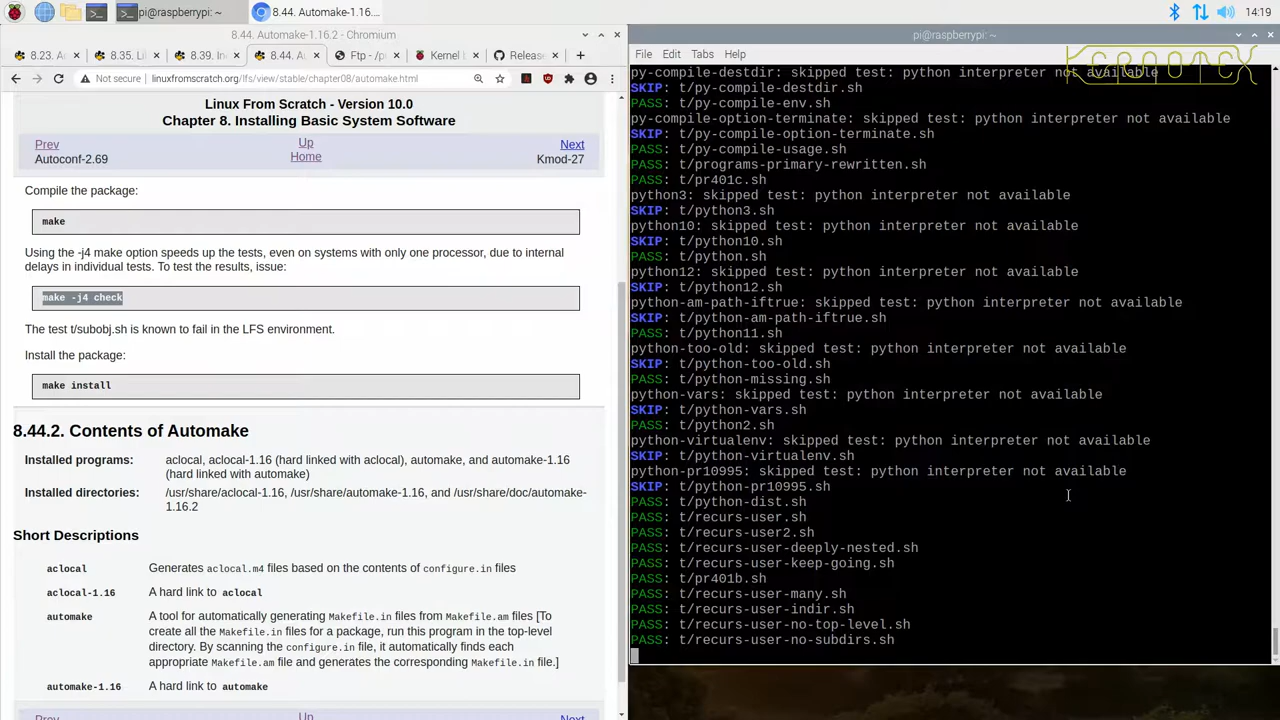 pi@raspberrypi: ~
8.44. Automake-1.16....
14:19
8.44. Automake-1.16.2 - Chromium
pi@raspberrypi: ~
8.23. Ac
8.35. Li
8.39. In
8.44. Au
Ftp - /pu
Kernel
Release
File Edit Tabs Help
Not secure | linuxfromscratch.org/lfs/view/stable/chapter08/automake.html
KEROTEX
Linux From Scratch - Version 10.0
Chapter 8. Installing Basic System Software
Prev Up Next
Autoconf-2.69 Home Kmod-27
Compile the package:
make
Using the -j4 make option speeds up the tests, even on systems with only one processor, due to internal
delays in individual tests. To test the results, issue:
make -j4 check
The test t/subobj.sh is known to fail in the LFS environment.
Install the package:
make install
8.44.2. Contents of Automake
Installed programs: aclocal, aclocal-1.16 (hard linked with aclocal), automake, and automake-1.16
(hard linked with automake)
Installed directories: /usr/share/aclocal-1.16, /usr/share/automake-1.16, and /usr/share/doc/automake-
1.16.2
Short Descriptions
aclocal Generates aclocal.m4 files based on the contents of configure.in files
aclocal-1.16 A hard link to aclocal
automake A tool for automatically generating Makefile.in files from Makefile.am files [To
create all the Makefile.in files for a package, run this program in the top-level
directory. By scanning the configure.in file, it automatically finds each
appropriate Makefile.am file and generates the corresponding Makefile.in file.]
automake-1.16 A hard link to automake
Prev Up Next
py-compile-destdir: skipped test: python interpreter not available
SKIP: t/py-compile-destdir.sh
PASS: t/py-compile-env.sh
py-compile-option-terminate: skipped test: python interpreter not available
SKIP: t/py-compile-option-terminate.sh
PASS: t/py-compile-usage.sh
PASS: t/programs-primary-rewritten.sh
PASS: t/pr401c.sh
python3: skipped test: python interpreter not available
SKIP: t/python3.sh
python10: skipped test: python interpreter not available
SKIP: t/python10.sh
PASS: t/python.sh
python12: skipped test: python interpreter not available
SKIP: t/python12.sh
python-am-path-iftrue: skipped test: python interpreter not available
SKIP: t/python-am-path-iftrue.sh
PASS: t/python11.sh
python-too-old: skipped test: python interpreter not available
SKIP: t/python-too-old.sh
PASS: t/python-missing.sh
python-vars: skipped test: python interpreter not available
SKIP: t/python-vars.sh
PASS: t/python2.sh
python-virtualenv: skipped test: python interpreter not available
SKIP: t/python-virtualenv.sh
python-pr10995: skipped test: python interpreter not available
SKIP: t/python-pr10995.sh
PASS: t/python-dist.sh
PASS: t/recurs-user.sh
PASS: t/recurs-user2.sh
PASS: t/recurs-user-deeply-nested.sh
PASS: t/recurs-user-keep-going.sh
PASS: t/pr401b.sh
PASS: t/recurs-user-many.sh
PASS: t/recurs-user-indir.sh
PASS: t/recurs-user-no-top-level.sh
PASS: t/recurs-user-no-subdirs.sh